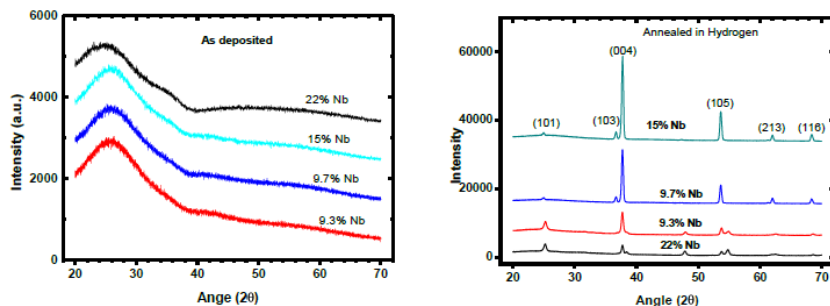 As deposited
6000
4000
2000
0
22% Nb
15% Nb
9.7% Nb
9.3% Nb
20 30 40 50 60 70
Intensity (a.u.)
Ange (2θ)
Annealed in Hydrogen
60000
40000
20000
0
(004)
(101)
(103)
15% Nb
(105)
(213)
(116)
9.7% Nb
9.3% Nb
22% Nb
20 30 40 50 60 70
Intensity
Angle (2θ)